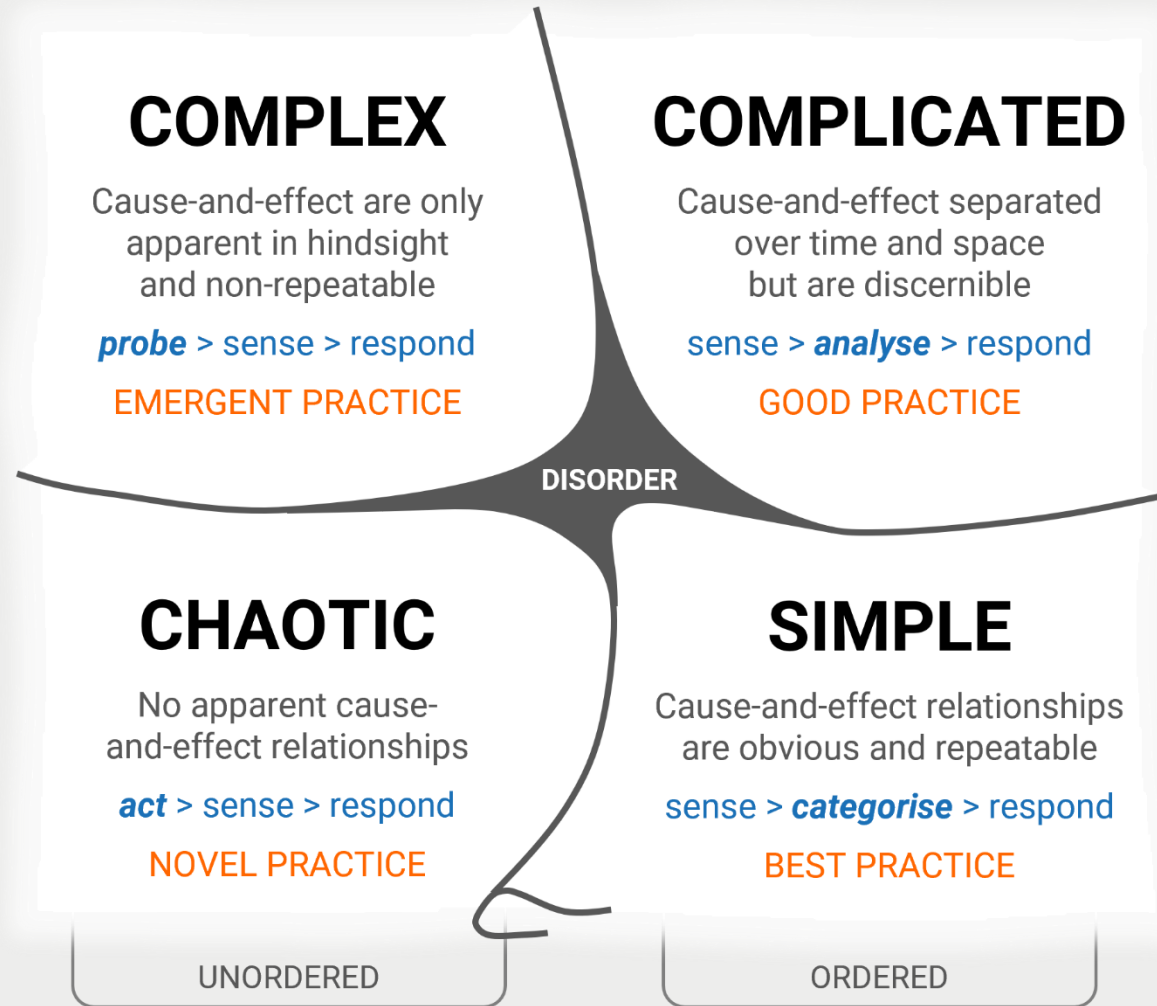 COMPLEX
Cause-and-effect are only
apparent in hindsight
and non-repeatable
probe > sense > respond
EMERGENT PRACTICE
COMPLICATED
Cause-and-effect separated
over time and space
but are discernible
sense > analyse > respond
GOOD PRACTICE
DISORDER
CHAOTIC
No apparent cause-
and-effect relationships
act > sense > respond
NOVEL PRACTICE
SIMPLE
Cause-and-effect relationships
are obvious and repeatable
sense > categorise > respond
BEST PRACTICE
UNORDERED
ORDERED